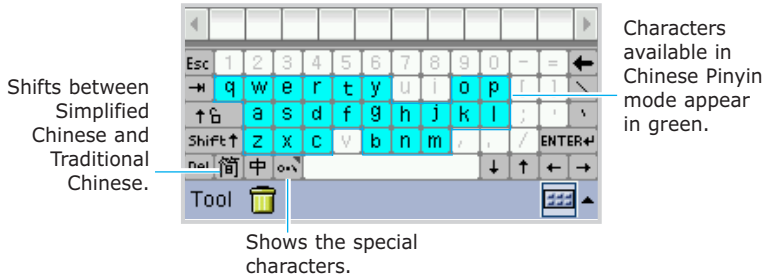 Esc 1 2 3 4 5 6 7 8 9 0 - = ←
⇥ q w e r t y u i o p [ ] \
↑ a s d f g h j k l ; ' `
Shift↑ z x c v b n m , . / ENTER↵
Del 简 中 ↓ ↑ ← →
Tool
Shifts between
Simplified
Chinese and
Traditional
Chinese.
Characters
available in
Chinese Pinyin
mode appear
in green.
Shows the special
characters.